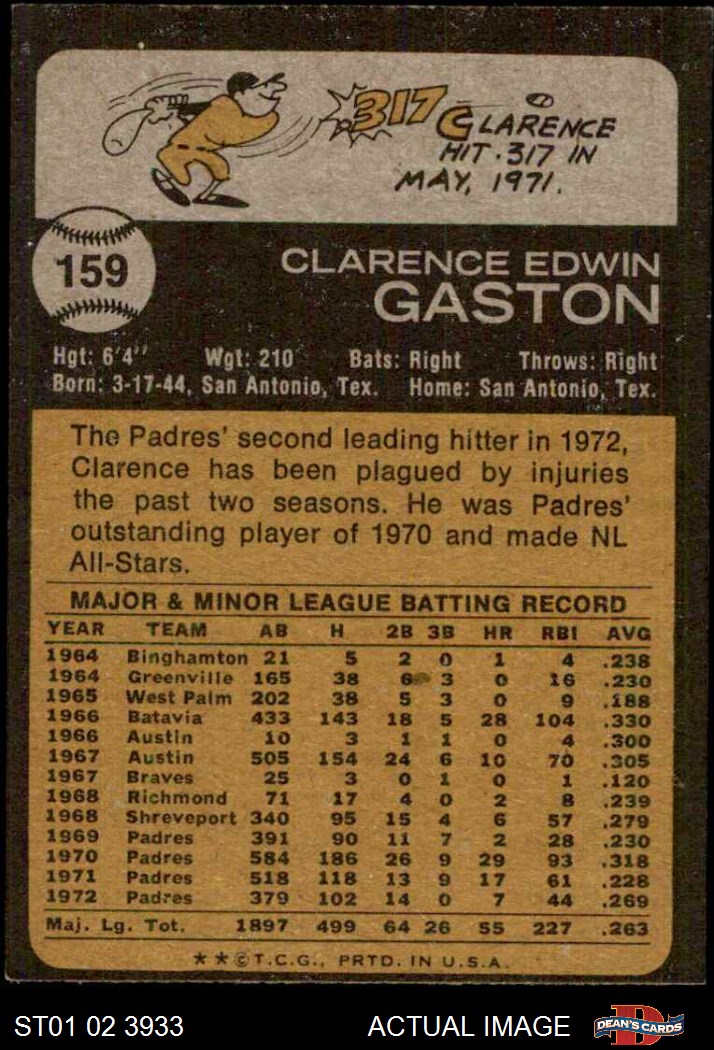 .317
CLARENCE
HIT .317 IN
MAY, 1971.
159
CLARENCE EDWIN
GASTON
Hgt: 6'4" Wgt: 210 Bats: Right Throws: Right
Born: 3-17-44, San Antonio, Tex. Home: San Antonio, Tex.
The Padres' second leading hitter in 1972,
Clarence has been plagued by injuries
the past two seasons. He was Padres'
outstanding player of 1970 and made NL
All-Stars.
MAJOR & MINOR LEAGUE BATTING RECORD
YEAR TEAM AB H 2B 3B HR RBI AVG
1964 Binghamton 21 5 2 0 1 4 .238
1964 Greenville 165 38 6 3 0 16 .230
1965 West Palm 202 38 5 3 0 9 .188
1966 Batavia 433 143 18 5 28 104 .330
1966 Austin 10 3 1 1 0 4 .300
1967 Austin 505 154 24 6 10 70 .305
1967 Braves 25 3 0 1 0 1 .120
1968 Richmond 71 17 4 0 2 8 .239
1968 Shreveport 340 95 15 4 6 57 .279
1969 Padres 391 90 11 7 2 28 .230
1970 Padres 584 186 26 9 29 93 .318
1971 Padres 518 118 13 9 17 61 .228
1972 Padres 379 102 14 0 7 44 .269
Maj. Lg. Tot. 1897 499 64 26 55 227 .263
**©T.C.G., PRTD. IN U.S.A.
ST01 02 3933 ACTUAL IMAGE D DEAN'S CARDS